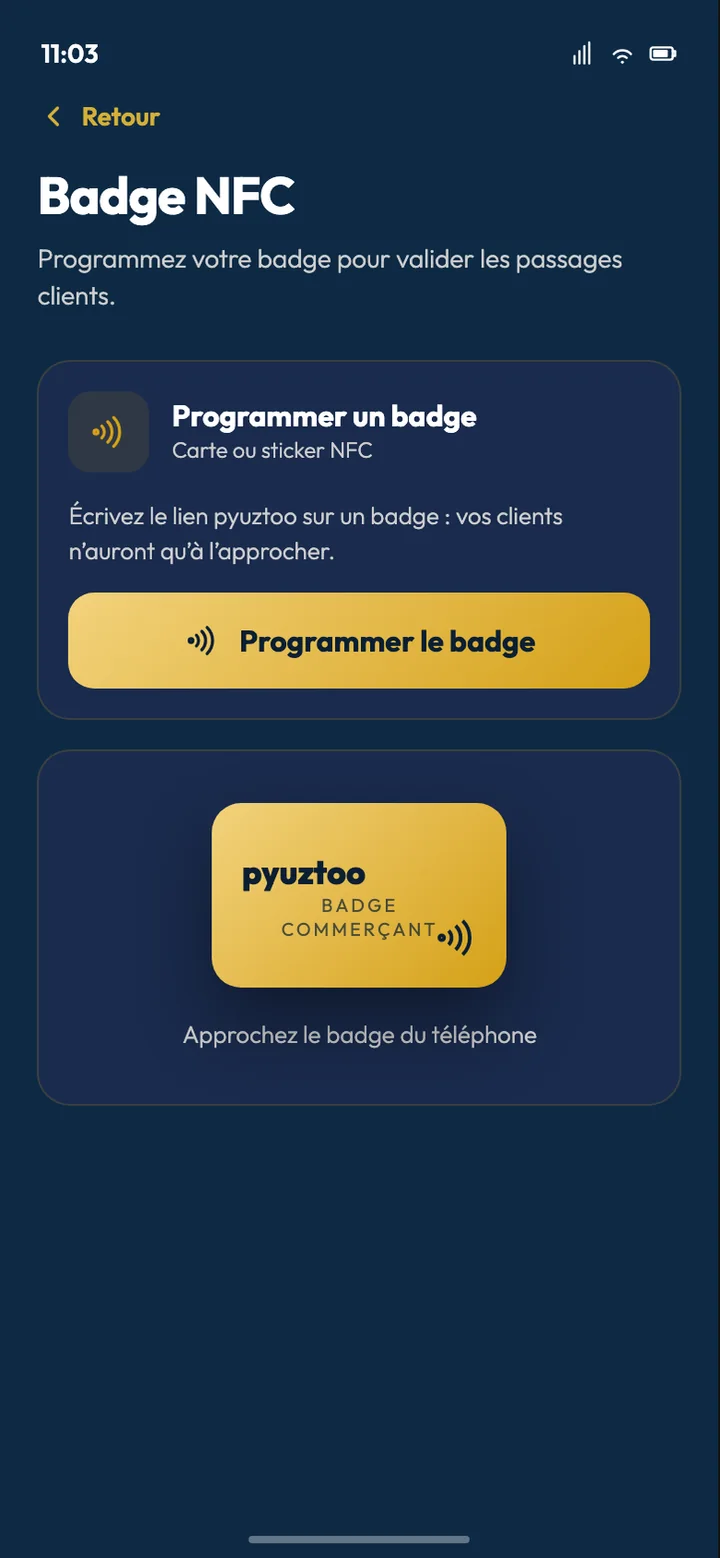 11:03
Retour
Badge NFC
Programmez votre badge pour valider les passages
clients.
Programmer un badge
Carte ou sticker NFC
Écrivez le lien pyuztoo sur un badge : vos clients
n’auront qu’à l’approcher.
Programmer le badge
pyuztoo
BADGE
COMMERÇANT
Approchez le badge du téléphone